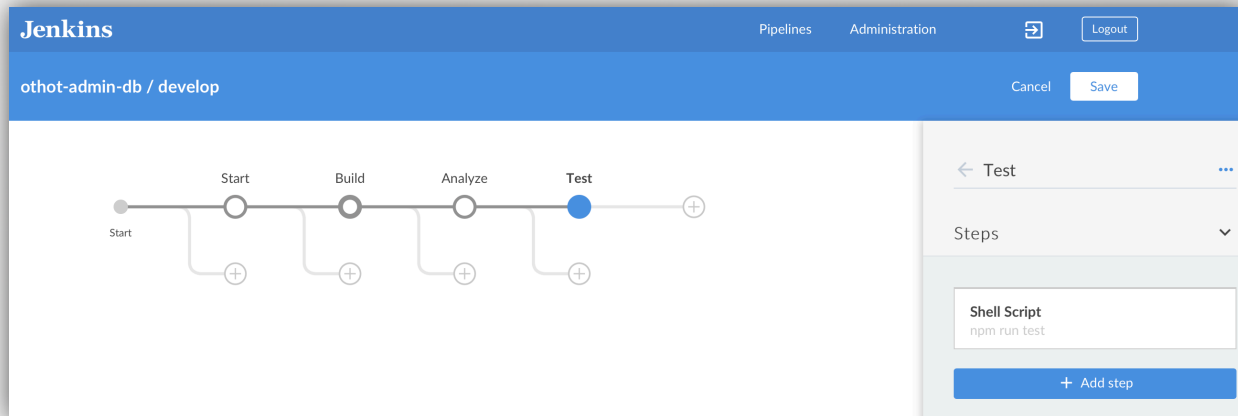 Jenkins
Pipelines Administration Logout
othot-admin-db / develop
Cancel Save
Start Build Analyze Test
Start
Test
Steps
Shell Script
npm run test
+ Add step